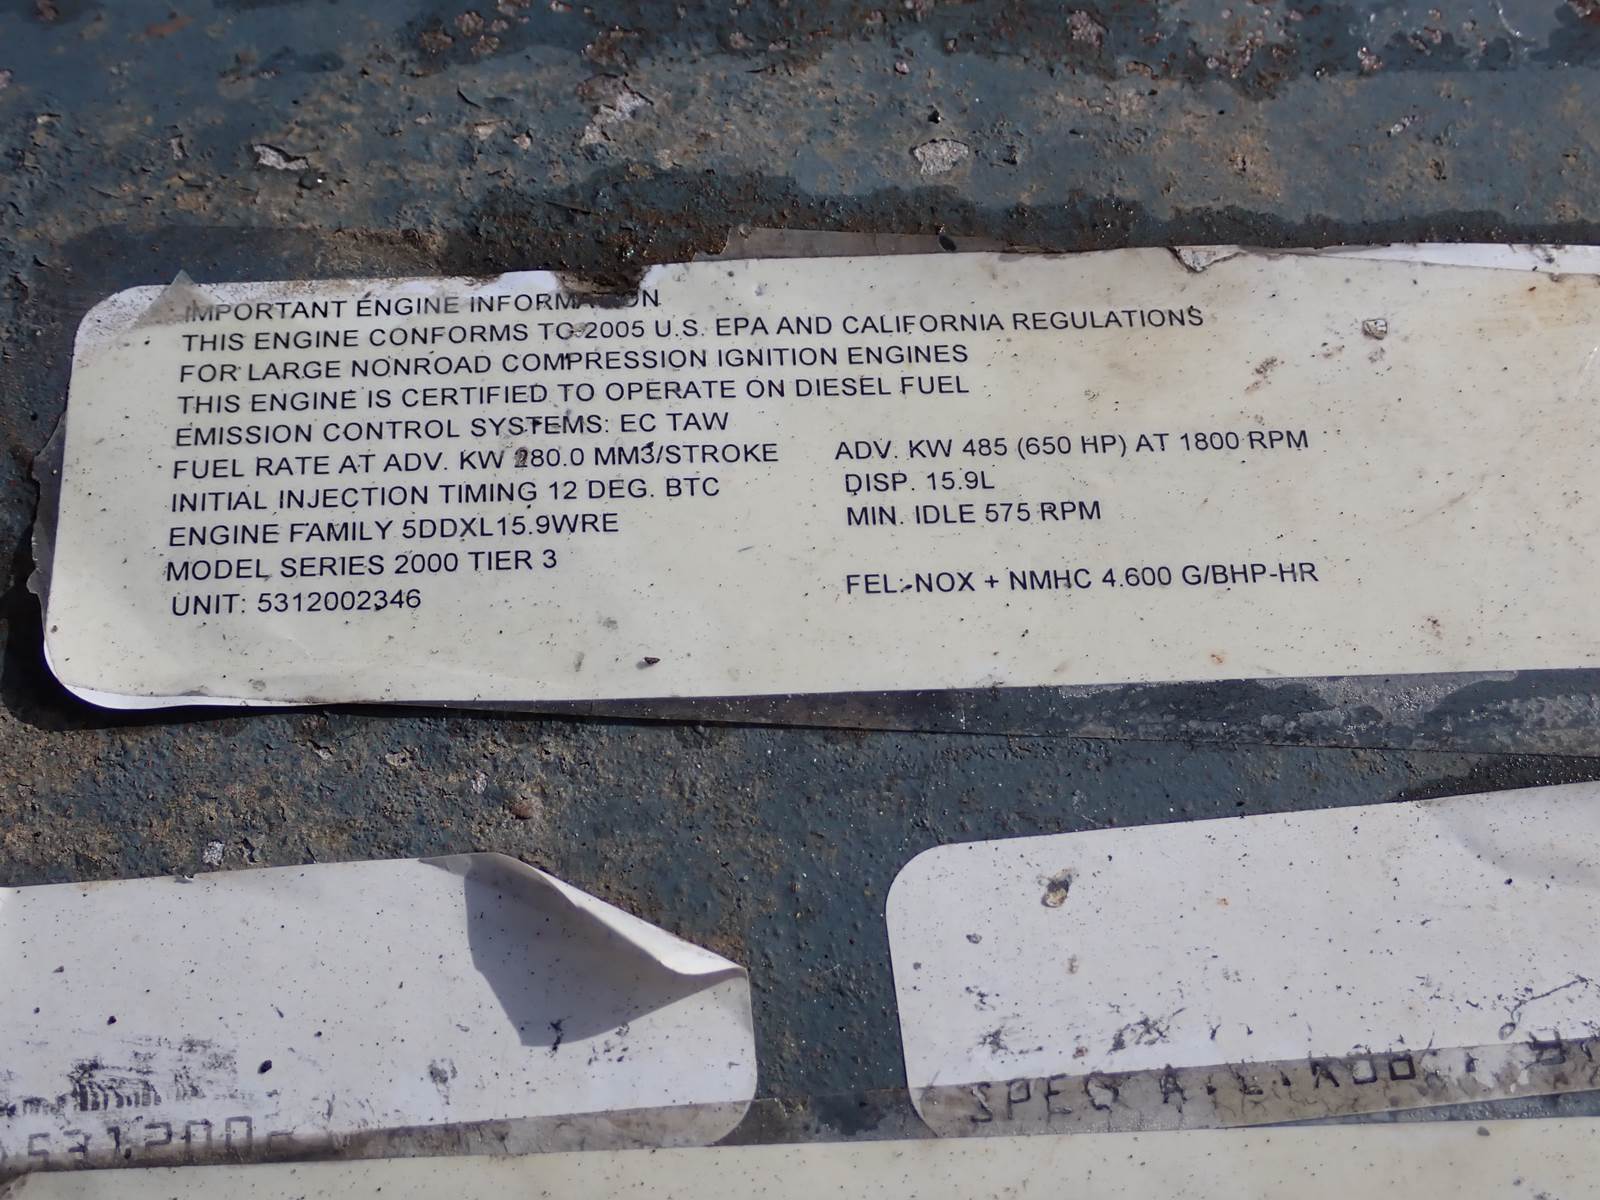 IMPORTANT ENGINE INFORMATION
THIS ENGINE CONFORMS TO 2005 U.S. EPA AND CALIFORNIA REGULATIONS
FOR LARGE NONROAD COMPRESSION IGNITION ENGINES
THIS ENGINE IS CERTIFIED TO OPERATE ON DIESEL FUEL
EMISSION CONTROL SYSTEMS: EC TAW
FUEL RATE AT ADV. KW 280.0 MM3/STROKE ADV. KW 485 (650 HP) AT 1800 RPM
INITIAL INJECTION TIMING 12 DEG. BTC DISP. 15.9L
ENGINE FAMILY 5DDXL15.9WRE MIN. IDLE 575 RPM
MODEL SERIES 2000 TIER 3
UNIT: 5312002346 FEL: NOX + NMHC 4.600 G/BHP-HR
SPEC